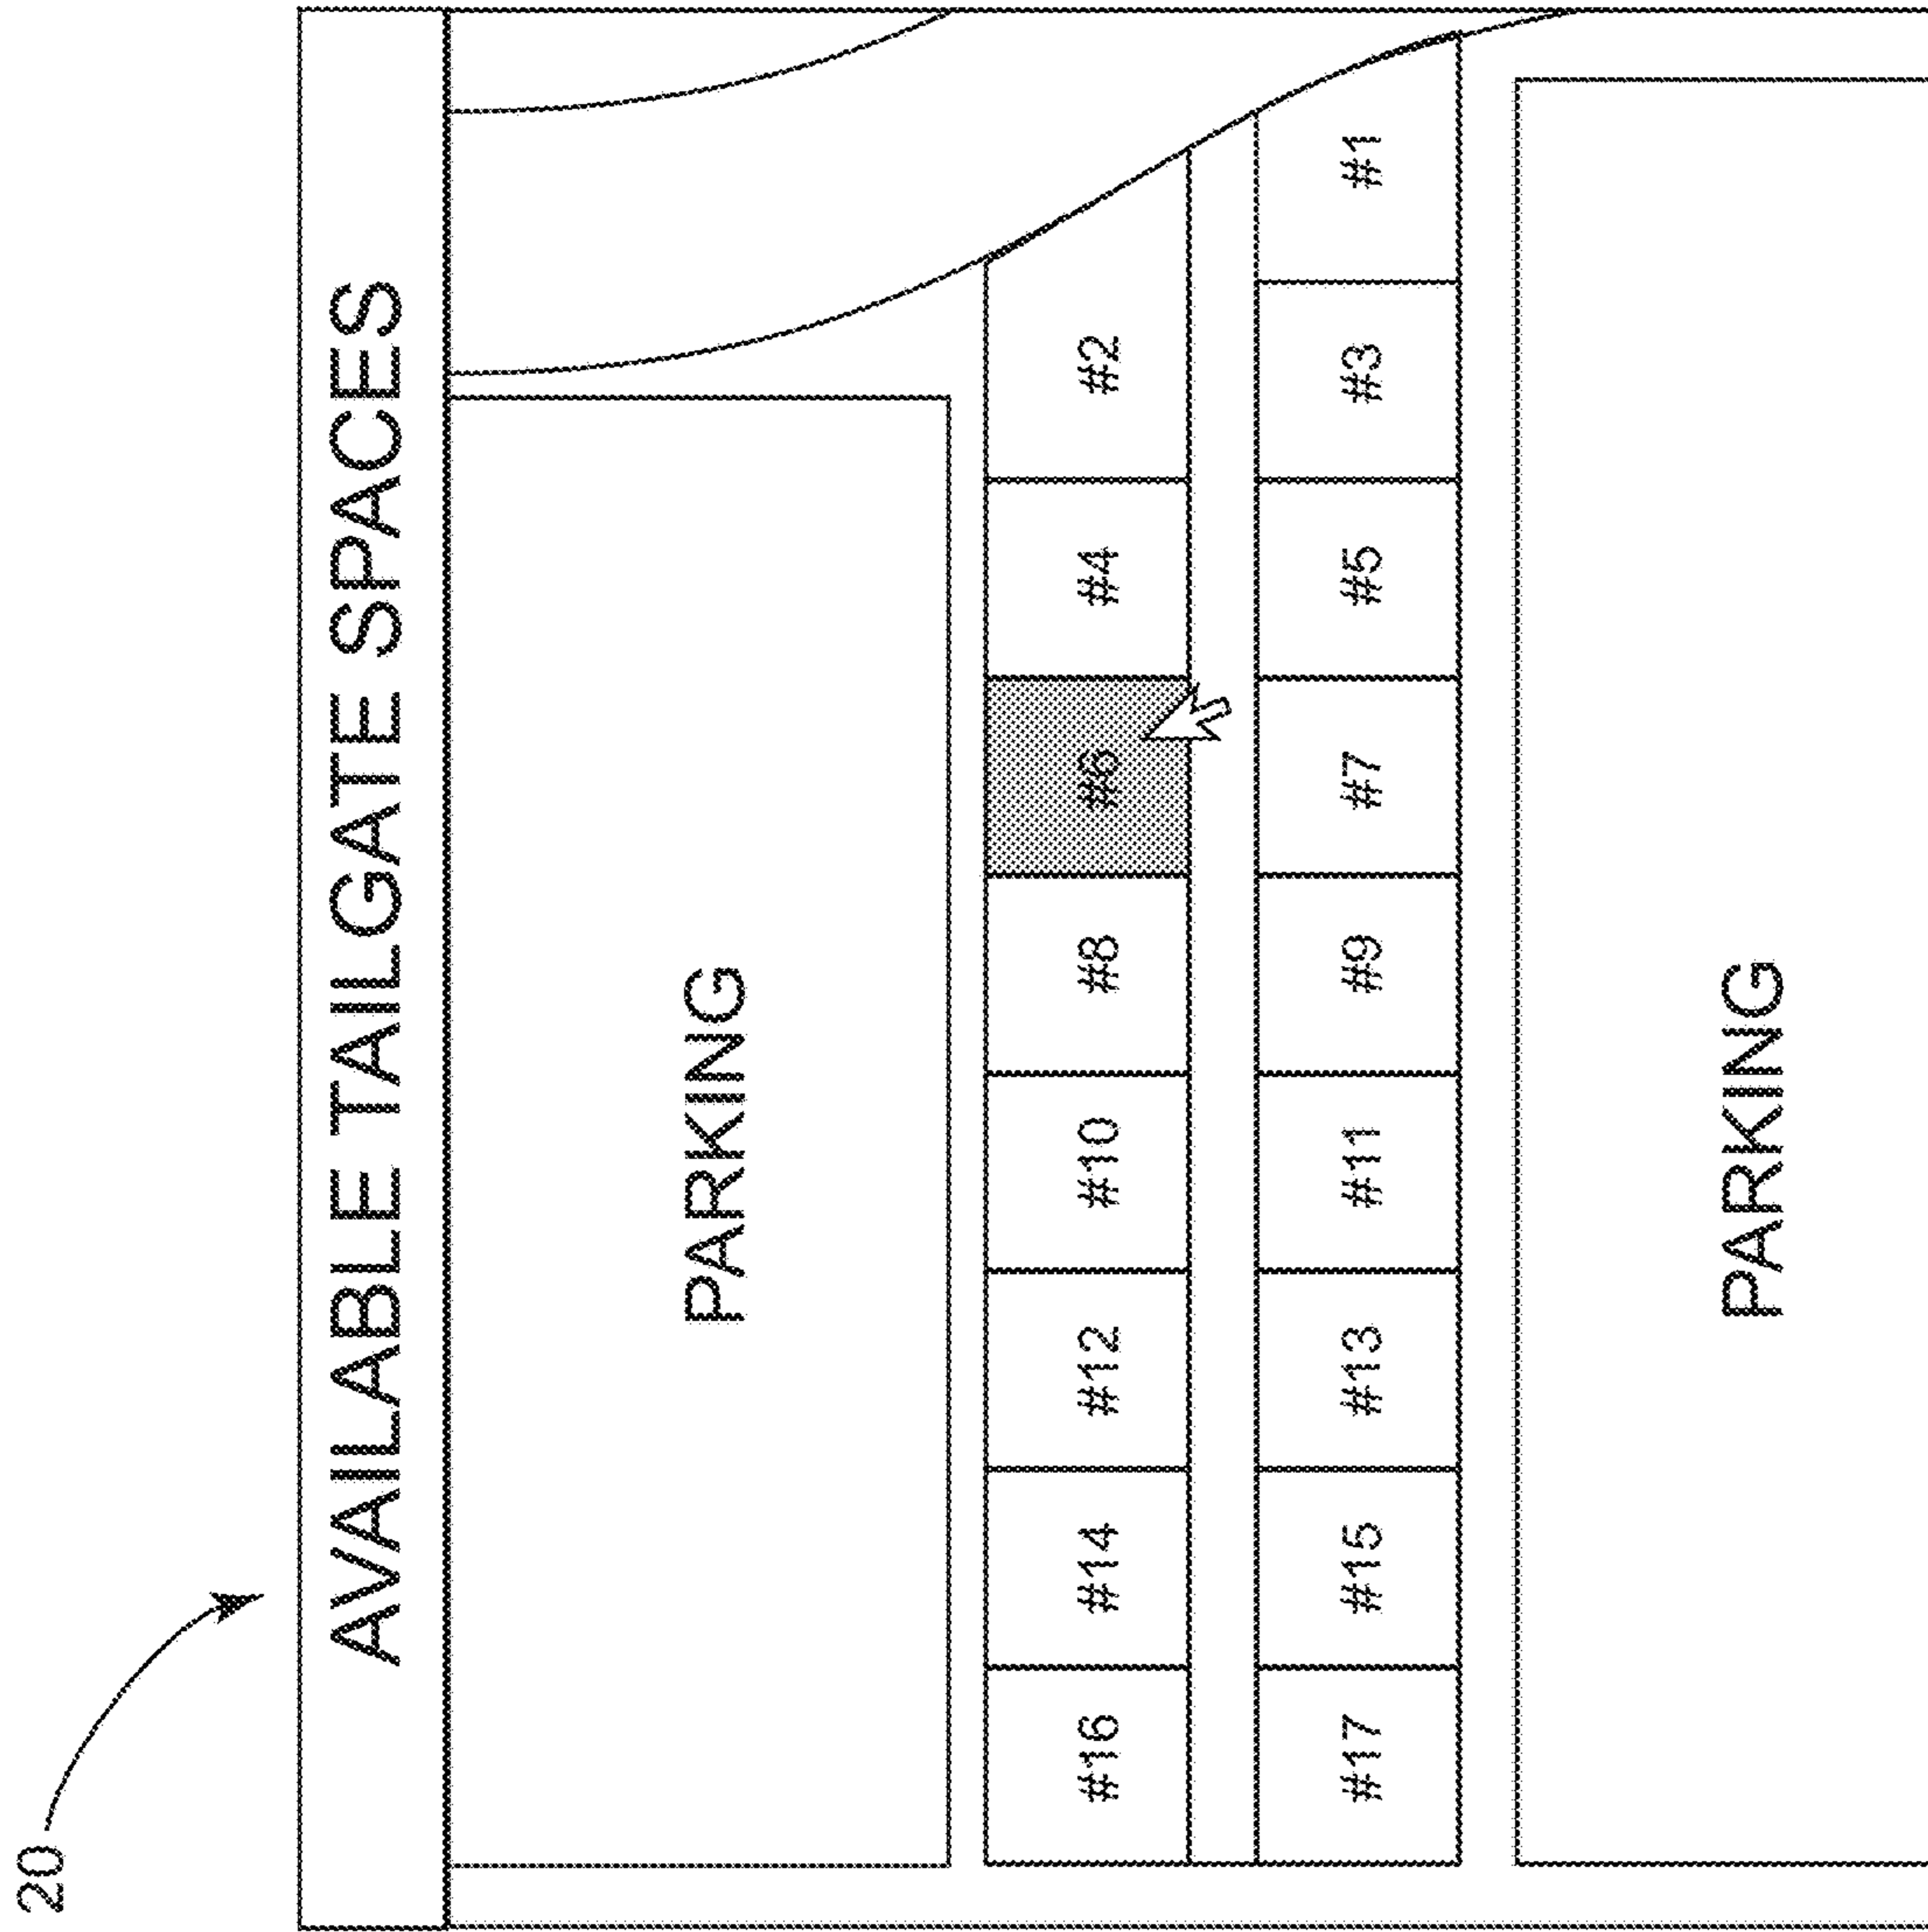 20
AVAILABLE TAILGATE SPACES
PARKING
#16 #14 #12 #10 #8 #6 #4 #2
#17 #15 #13 #11 #9 #7 #5 #3 #1
PARKING